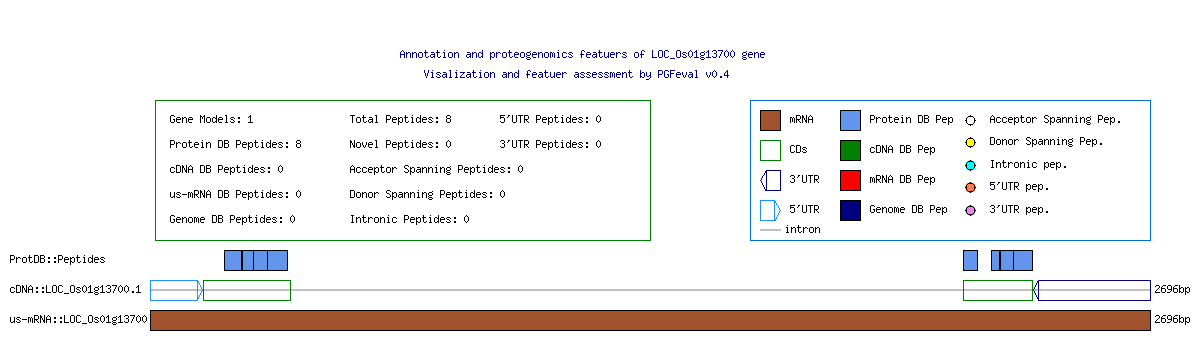 Annotation and proteogenomics featuers of LOC_Os01g13700 gene
Visalization and featuer assessment by PGFeval v0.4
Gene Models: 1 Total Peptides: 8 5'UTR Peptides: 0
Protein DB Peptides: 8 Novel Peptides: 0 3'UTR Peptides: 0
cDNA DB Peptides: 0 Acceptor Spanning Peptides: 0
us-mRNA DB Peptides: 0 Donor Spanning Peptides: 0
Genome DB Peptides: 0 Intronic Peptides: 0
mRNA Protein DB Pep Acceptor Spanning Pep.
CDs cDNA DB Pep Donor Spanning Pep.
3'UTR mRNA DB Pep Intronic pep.
5'UTR Genome DB Pep 5'UTR pep.
intron 3'UTR pep.
ProtDB::Peptides
cDNA::LOC_Os01g13700.1 2696bp
us-mRNA::LOC_Os01g13700 2696bp